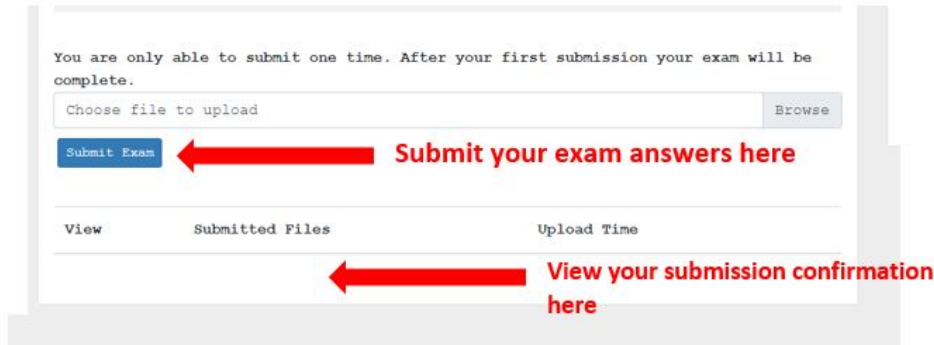 You are only able to submit one time. After your first submission your exam will be
complete.
Choose file to upload Browse
Submit Exam Submit your exam answers here
View Submitted Files Upload Time
View your submission confirmation
here